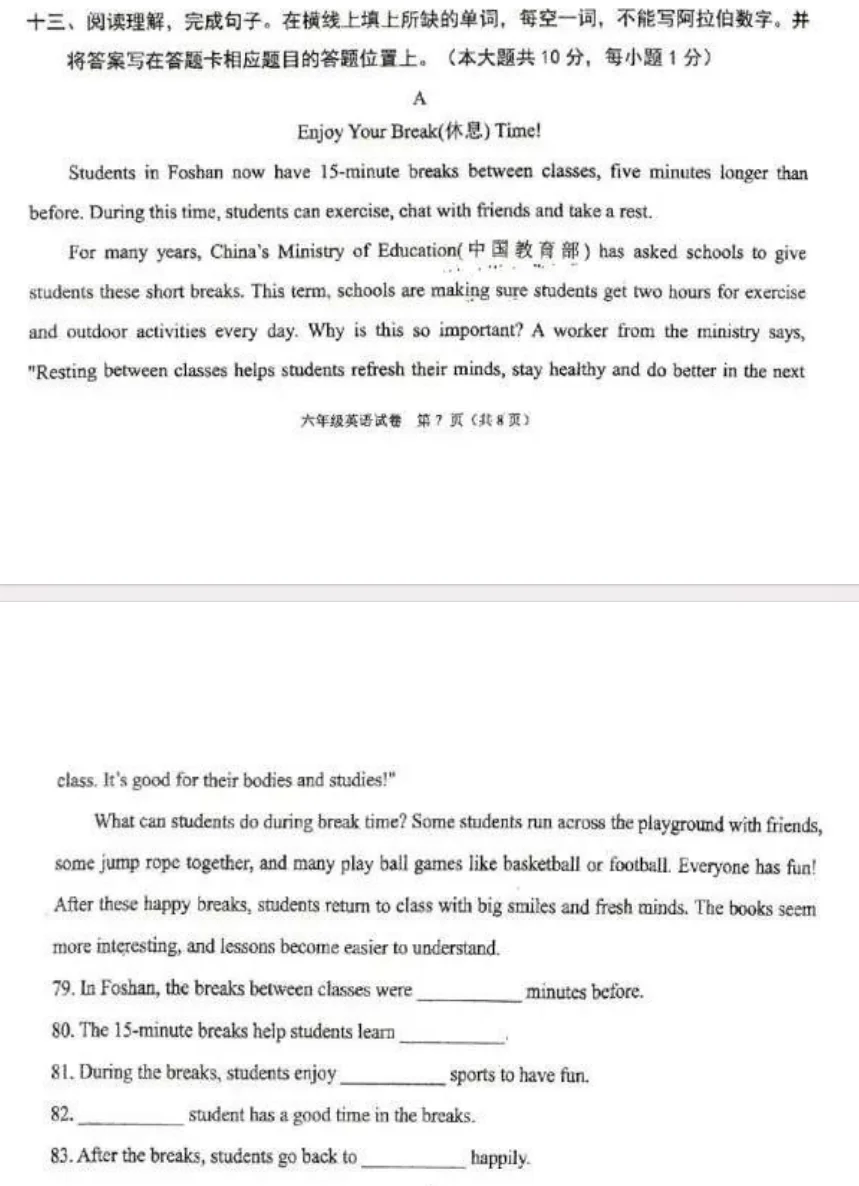 十三、阅读理解，完成句子。在横线上填上所缺的单词，每空一词，不能写阿拉伯数字。并
将答案写在答题卡相应题目的答题位置上。（本大题共 10 分，每小题 1 分）
A
Enjoy Your Break(休息) Time!
Students in Foshan now have 15-minute breaks between classes, five minutes longer than
before. During this time, students can exercise, chat with friends and take a rest.
For many years, China's Ministry of Education(中国教育部) has asked schools to give
students these short breaks. This term, schools are making sure students get two hours for exercise
and outdoor activities every day. Why is this so important? A worker from the ministry says,
"Resting between classes helps students refresh their minds, stay healthy and do better in the next
六年级英语试卷 第 7 页（共 8 页）
class. It's good for their bodies and studies!"
What can students do during break time? Some students run across the playground with friends,
some jump rope together, and many play ball games like basketball or football. Everyone has fun!
After these happy breaks, students return to class with big smiles and fresh minds. The books seem
more interesting, and lessons become easier to understand.
79. In Foshan, the breaks between classes were __________ minutes before.
80. The 15-minute breaks help students learn __________.
81. During the breaks, students enjoy __________ sports to have fun.
82. __________ student has a good time in the breaks.
83. After the breaks, students go back to __________ happily.